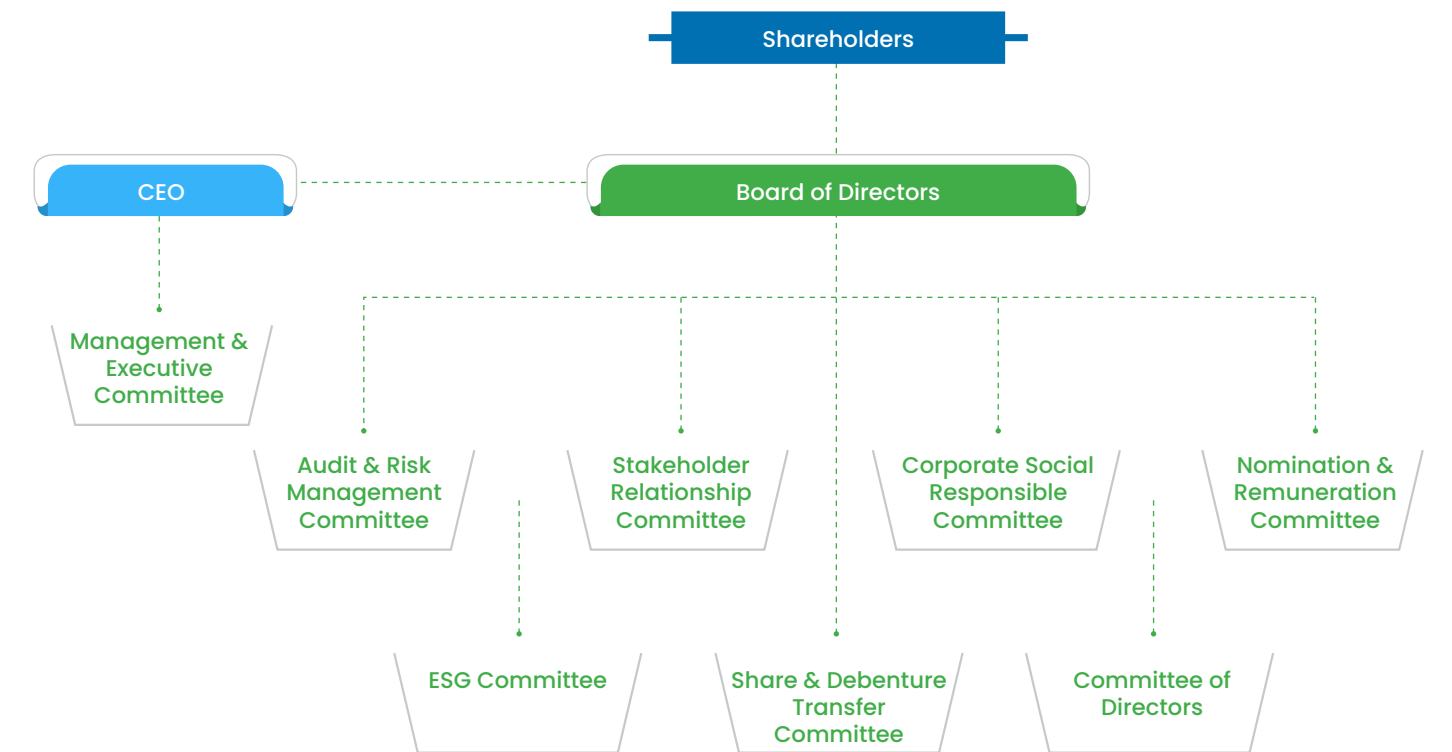 Shareholders
CEO
Board of Directors
Management &
Executive
Committee
Audit & Risk
Management
Committee
Stakeholder
Relationship
Committee
Corporate Social
Responsible
Committee
Nomination &
Remuneration
Committee
ESG Committee
Share & Debenture
Transfer
Committee
Committee of
Directors